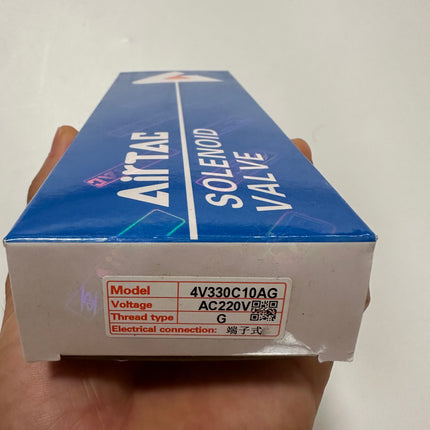 AirTAC
SOLENOID
VALVE
Model 4V330C10AG
Voltage AC220V
Thread type G
Electrical connection: 端子式